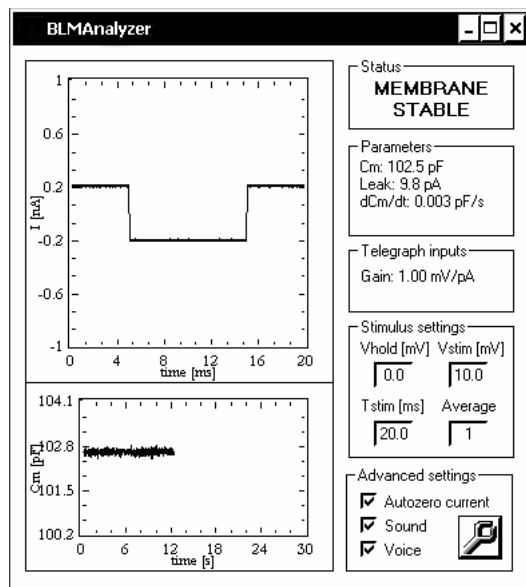 BLMAnalyzer
1
0.6
0.2
-0.2
-0.6
-1
I [nA]
0
4
8
12
16
20
time [ms]
104.1
102.8
101.5
100.2
Cm [pF]
0
6
12
18
24
30
time [s]
Status
MEMBRANE
STABLE
Parameters
Cm: 102.5 pF
Leak: 9.8 pA
dCm/dt: 0.003 pF/s
Telegraph inputs
Gain: 1.00 mV/pA
Stimulus settings
Vhold [mV] Vstim [mV]
0.0 10.0
Tstim [ms] Average
20.0 1
Advanced settings
Autozero current
Sound
Voice